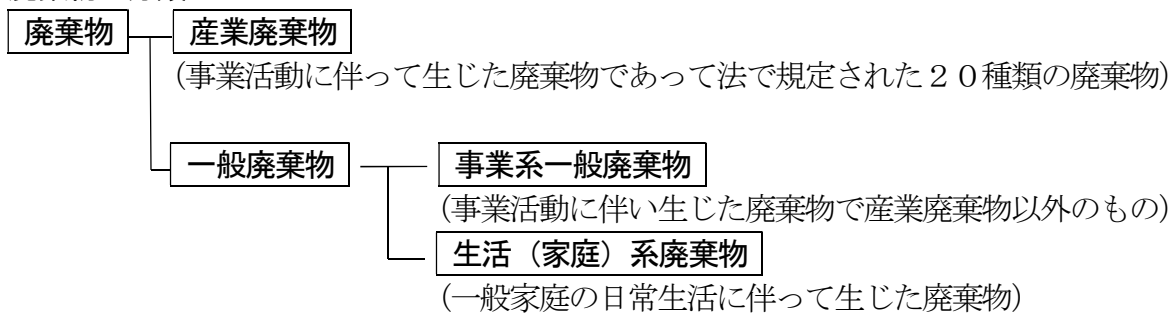 廃棄物 産業廃棄物
(事業活動に伴って生じた廃棄物であって法で規定された２０種類の廃棄物)
一般廃棄物 事業系一般廃棄物
(事業活動に伴い生じた廃棄物で産業廃棄物以外のもの)
生活（家庭）系廃棄物
(一般家庭の日常生活に伴って生じた廃棄物)